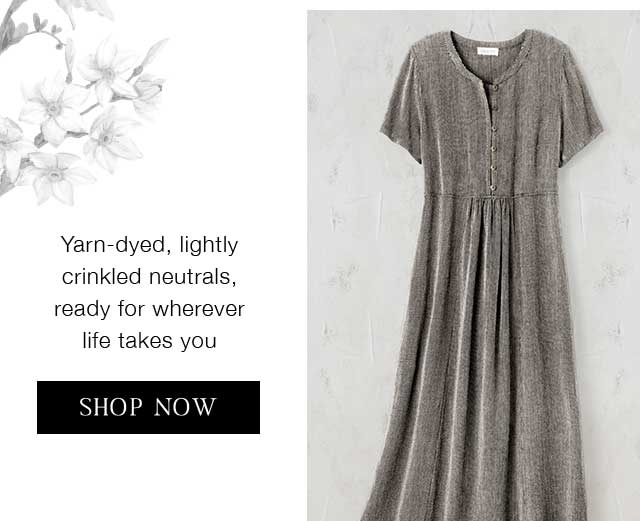 Yarn-dyed, lightly
crinkled neutrals,
ready for wherever
life takes you
SHOP NOW